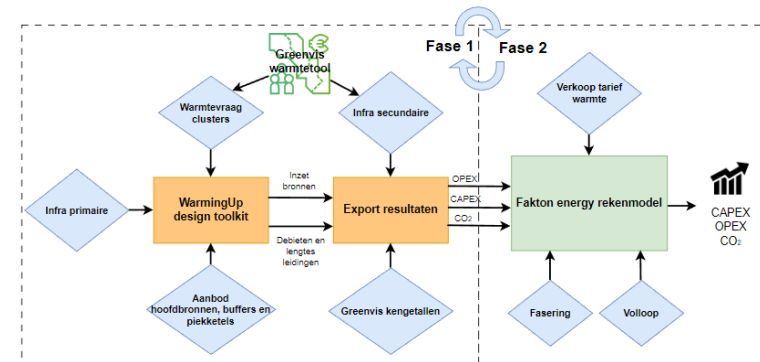 Fase 1
Fase 2
Greenvis
warmtetool
Warmtevraag
clusters
Infra secundaire
Verkoop tarief
warmte
Infra primaire
WarmingUp
design toolkit
Inzet
bronnen
Debieten en
lengtes
leidingen
Export resultaten
OPEX
CAPEX
CO2
Fakton energy rekenmodel
CAPEX
OPEX
CO2
Aanbod
hoofdbronnen, buffers en
piekketels
Greenvis kengetallen
Fasering
Volloop